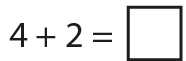 4 + 2 =